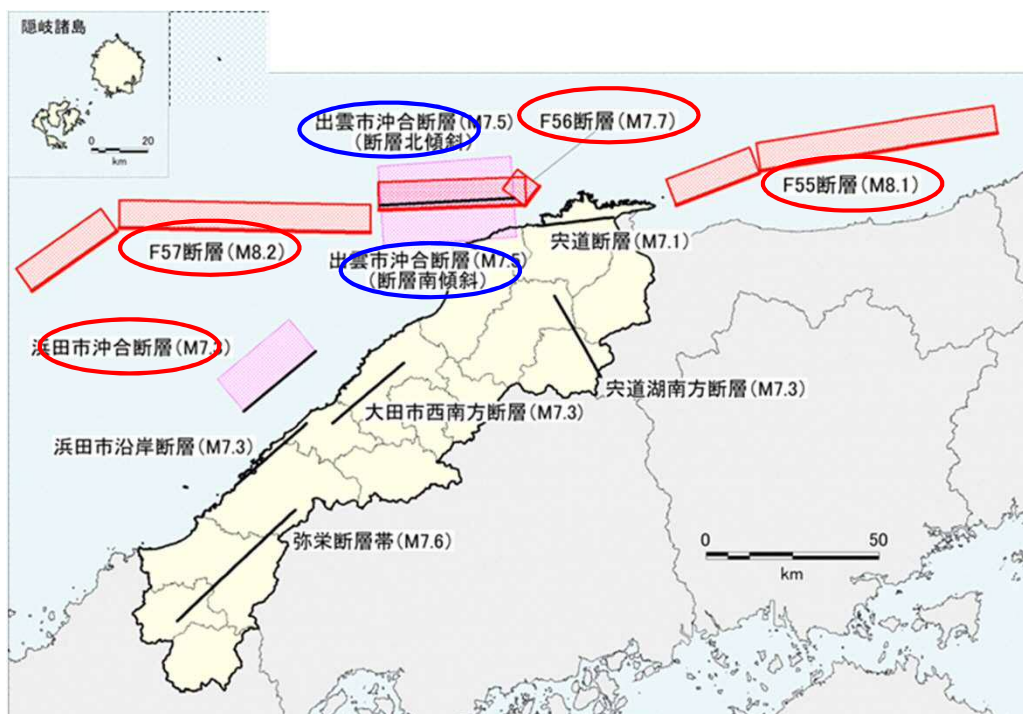 隠岐諸島
0 20
km
出雲市沖合断層(M7.5)
(断層北傾斜)
F56断層(M7.7)
F55断層(M8.1)
宍道断層(M7.1)
F57断層(M8.2)
出雲市沖合断層(M7.5)
(断層南傾斜)
浜田市沖合断層(M7.3)
宍道湖南方断層(M7.3)
大田市西南方断層(M7.3)
浜田市沿岸断層(M7.3)
弥栄断層帯(M7.6)
0 50
km